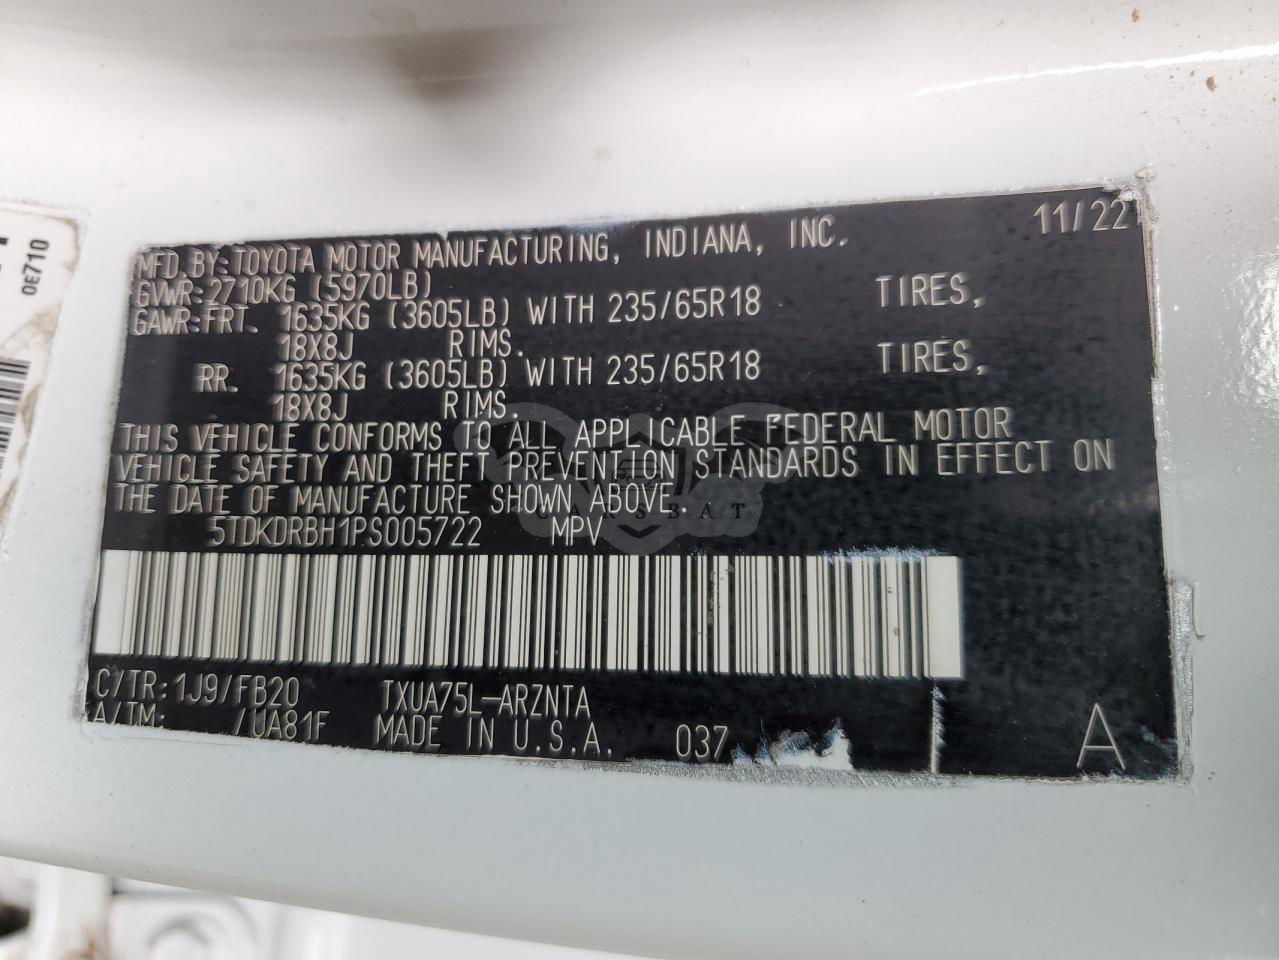 MFD. BY: TOYOTA MOTOR MANUFACTURING, INDIANA, INC. 11/22
GVWR: 2710KG (5970LB)
GAWR: FRT. 1635KG (3605LB) WITH 235/65R18 TIRES,
18X8J RIMS.
RR. 1635KG (3605LB) WITH 235/65R18 TIRES,
18X8J RIMS.
THIS VEHICLE CONFORMS TO ALL APPLICABLE FEDERAL MOTOR
VEHICLE SAFETY AND THEFT PREVENTION STANDARDS IN EFFECT ON
THE DATE OF MANUFACTURE SHOWN ABOVE.
5TDKDRBH1PS005722 MPV
CARSBAT
C/TR: 1J9/FB20 TXUA75L-ARZNTA
A/TM: /UA81F MADE IN U.S.A. 037
A
0E710